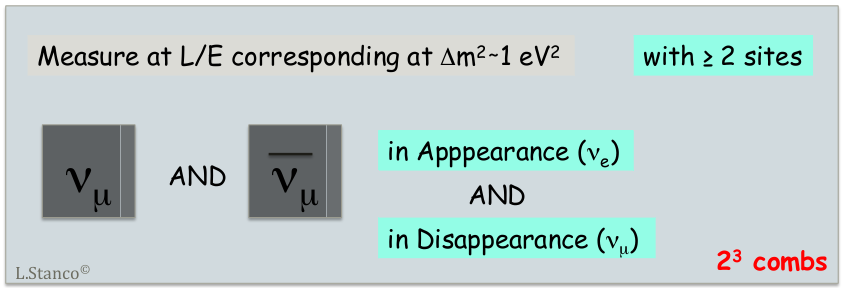 Measure at L/E corresponding at Δm²~1 eV² with ≥ 2 sites
νμ AND ν̅μ in Apppearance (νe)
AND
in Disappearance (νμ)
2³ combs
L.Stanco©